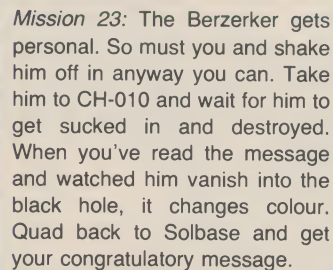 Mission 23: The Berzerker gets
personal. So must you and shake
him off in anyway you can. Take
him to CH-010 and wait for him to
get sucked in and destroyed.
When you've read the message
and watched him vanish into the
black hole, it changes colour.
Quad back to Solbase and get
your congratulatory message.